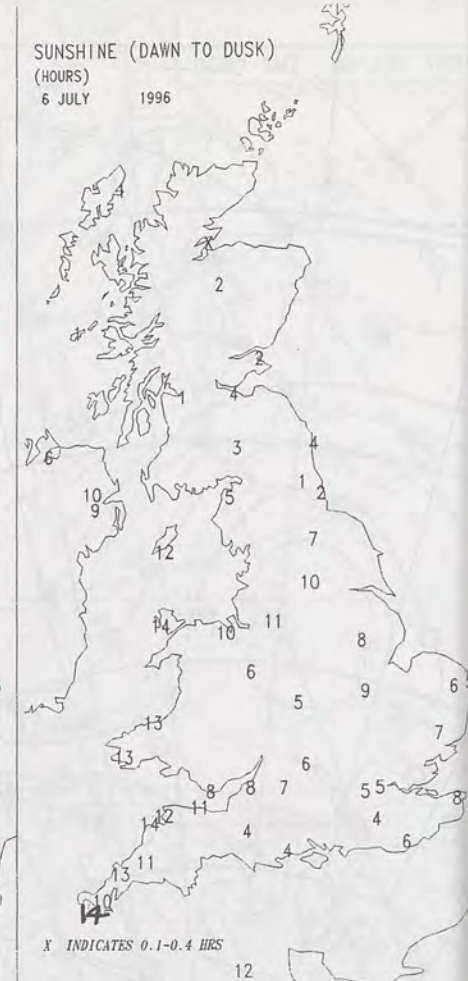 SUNSHINE (DAWN TO DUSK)
(HOURS)
6 JULY 1996
4
X
2
2
1 4
4
6 3
10 5 1 2
9
12 7
10
14 10 11
8
6
5 9 6
13 7
13 6
8 8 7 5 5
11 8
14 12 4 4
4 6
11
13
10
14
X INDICATES 0.1-0.4 HRS
12